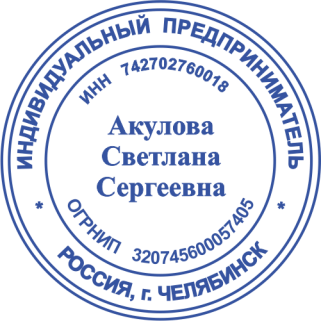 ИНДИВИДУАЛЬНЫЙ ПРЕДПРИНИМАТЕЛЬ
ИНН 742702760018
Акулова
Светлана
Сергеевна
ОГРНИП 320745600057405
* РОССИЯ, г. ЧЕЛЯБИНСК *